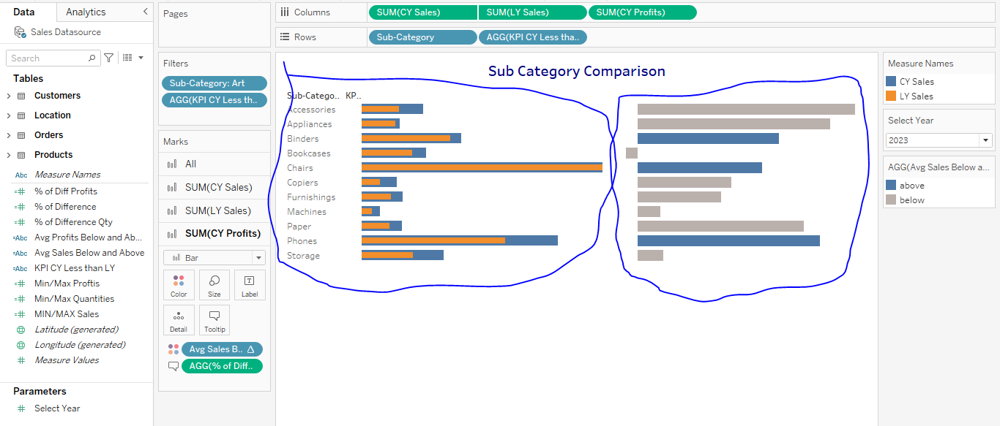 Data
Analytics
Sales Datasource
Search
Tables
Customers
Location
Orders
Products
Abc Measure Names
% of Diff Profits
% of Difference
% of Difference Qty
=Abc Avg Profits Below and Ab...
=Abc Avg Sales Below and Above
=Abc KPI CY Less than LY
Min/Max Proftis
Min/Max Quantities
MIN/MAX Sales
Latitude (generated)
Longitude (generated)
Measure Values
Parameters
Select Year
Pages
Filters
Sub-Category: Art
AGG(KPI CY Less th..
Marks
All
SUM(CY Sales)
SUM(LY Sales)
SUM(CY Profits)
Bar
Color Size Label
Detail Tooltip
Avg Sales B.. Δ
AGG(% of Diff..
Columns SUM(CY Sales) SUM(LY Sales) SUM(CY Profits)
Rows Sub-Category AGG(KPI CY Less tha..
Sub Category Comparison
Sub-Catego.. KP..
Accessories
Appliances
Binders
Bookcases
Chairs
Copiers
Furnishings
Machines
Paper
Phones
Storage
Measure Names
CY Sales
LY Sales
Select Year
2023
AGG(Avg Sales Below a...
above
below